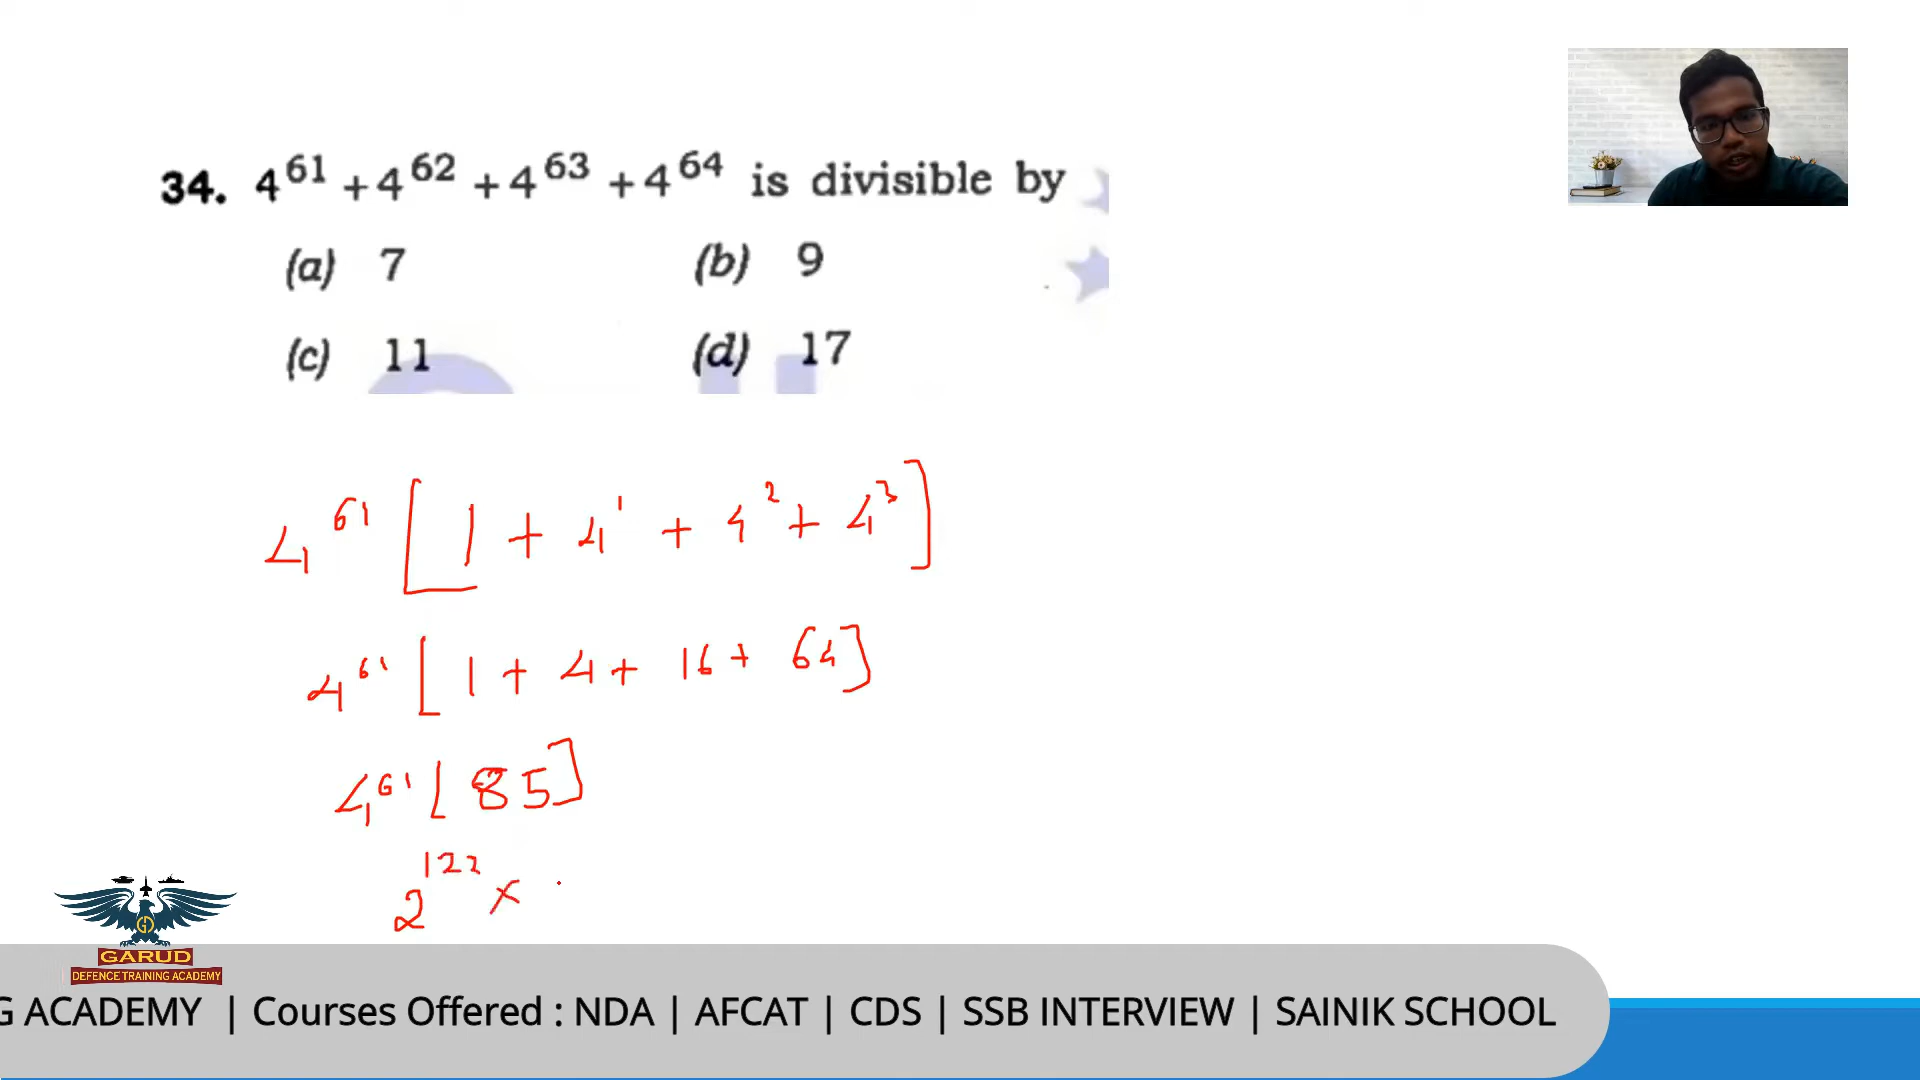 34. 4^61 + 4^62 + 4^63 + 4^64 is divisible by
(a) 7 (b) 9
(c) 11 (d) 17
4^61 [1 + 4^1 + 4^2 + 4^3]
4^61 [1 + 4 + 16 + 64]
4^61 [85]
2^122 ×
GARUD
DEFENCE TRAINING ACADEMY
G ACADEMY | Courses Offered : NDA | AFCAT | CDS | SSB INTERVIEW | SAINIK SCHOOL